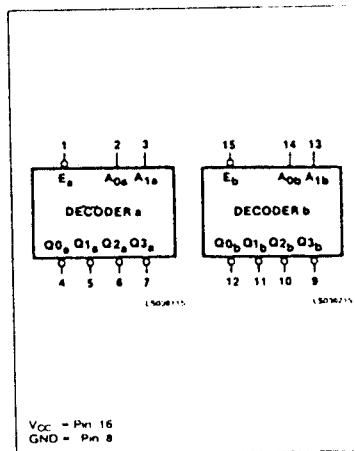 1 2 3 15 14 13
Ea A0a A1a Eb A0b A1b
DECODER a DECODER b
Q0a Q1a Q2a Q3a Q0b Q1b Q2b Q3b
4 5 6 7 12 11 10 9
VCC = Pin 16
GND = Pin 8